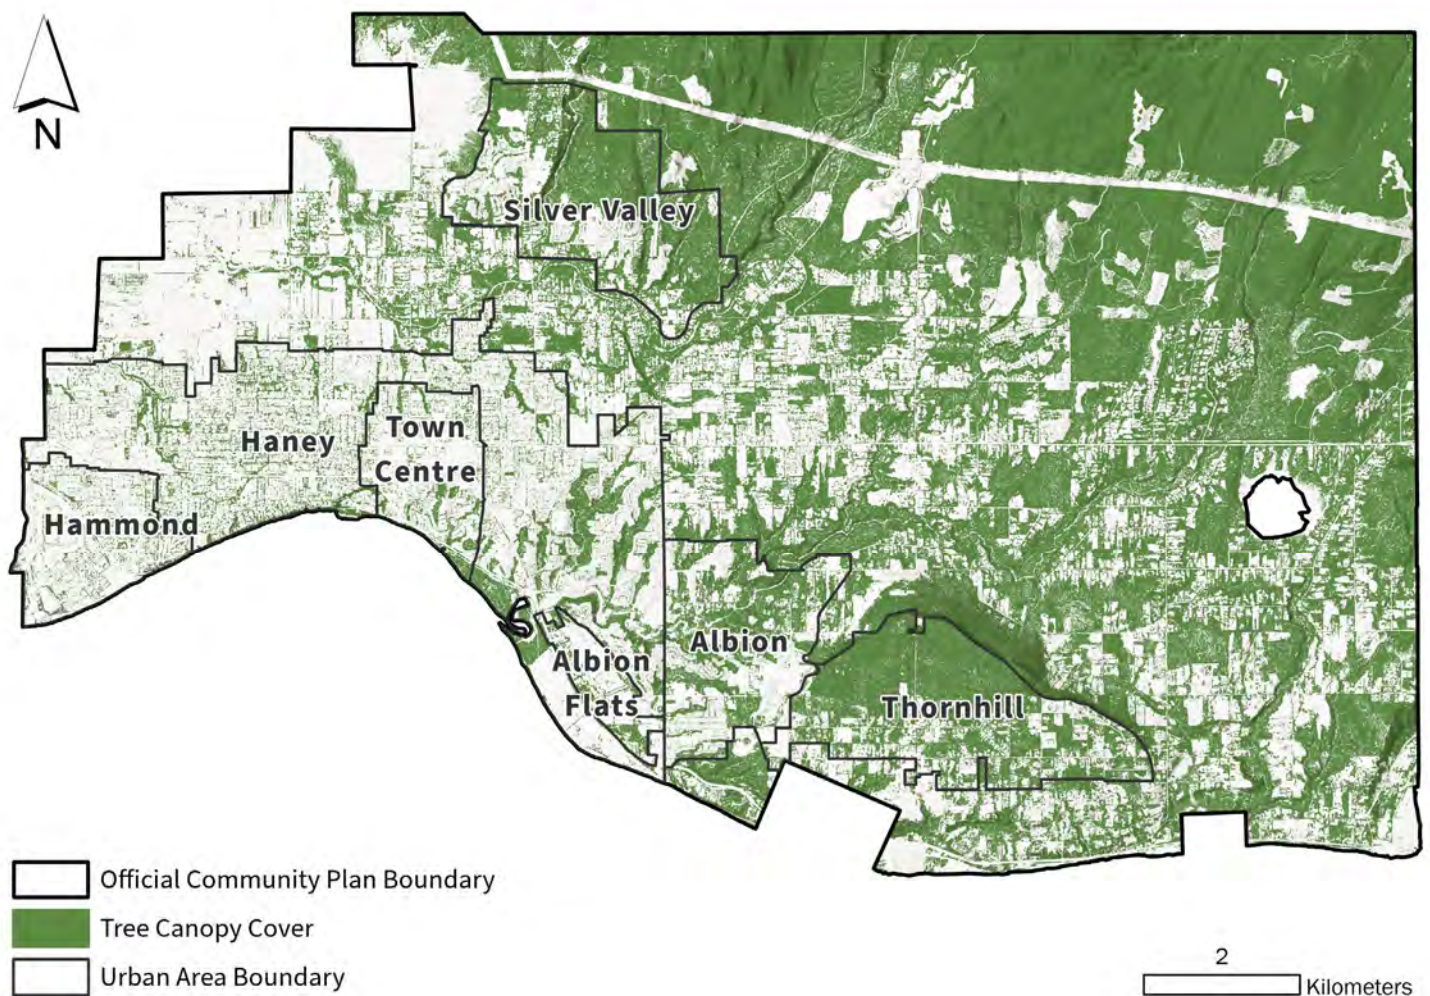 N
Silver Valley
Town
Haney
Centre
Hammond
Albion
Albion
Flats
Thornhill
Official Community Plan Boundary
Tree Canopy Cover
Urban Area Boundary
2
Kilometers